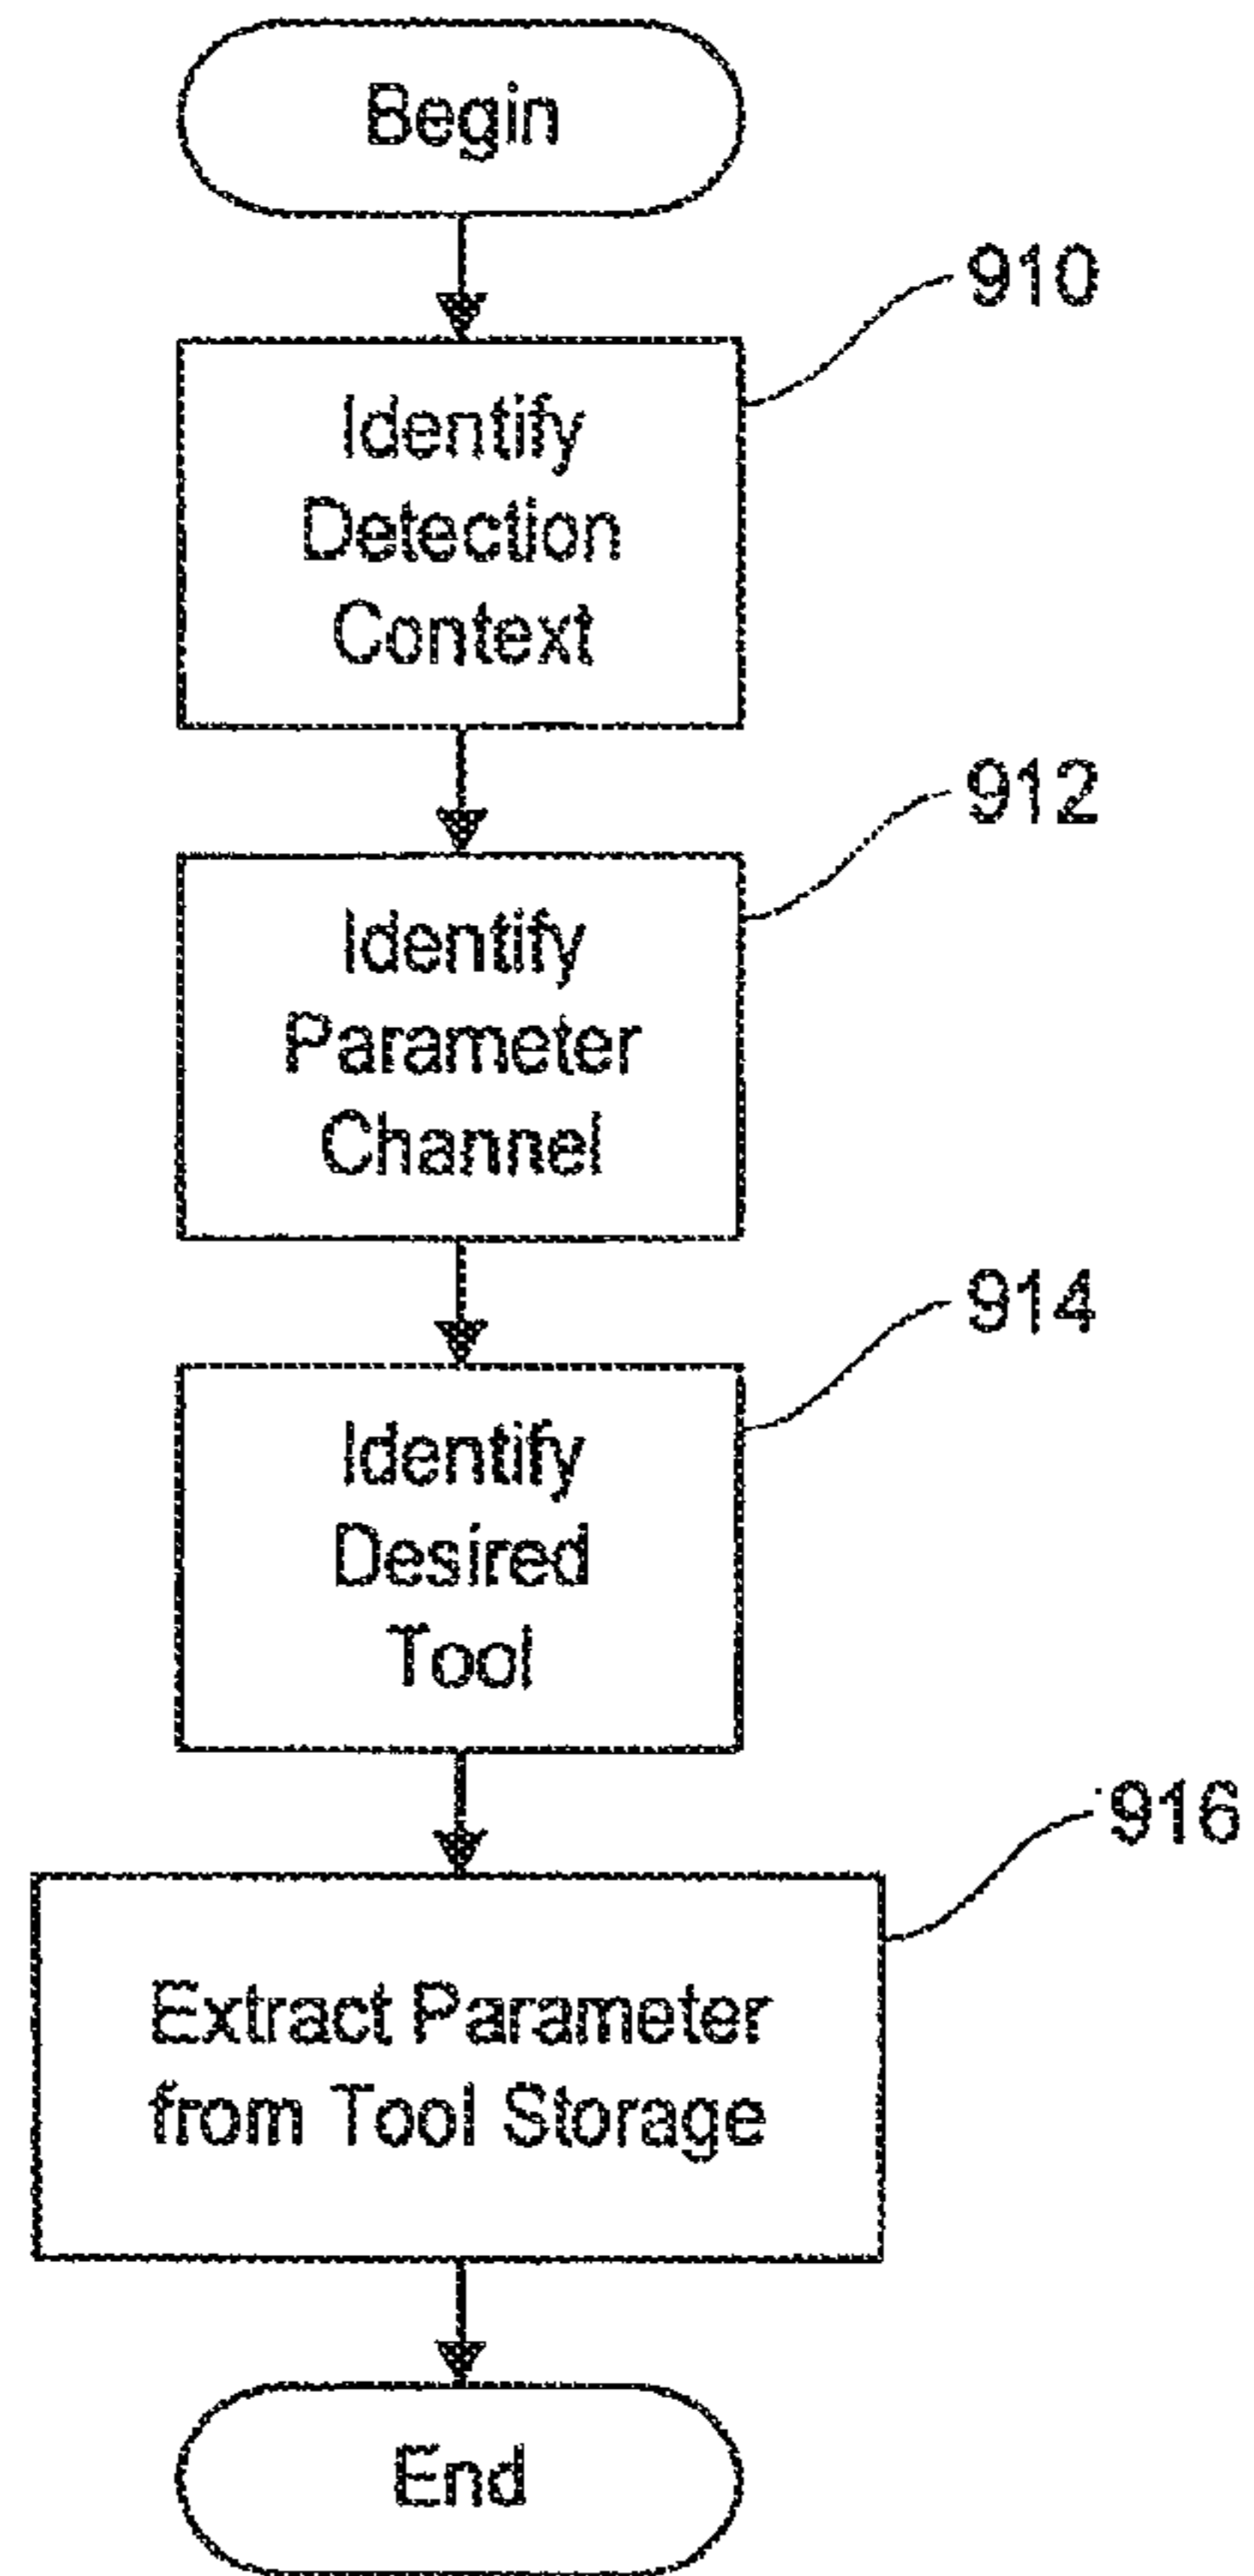 Begin
910
Identify
Detection
Context
912
Identify
Parameter
Channel
914
Identify
Desired
Tool
916
Extract Parameter
from Tool Storage
End